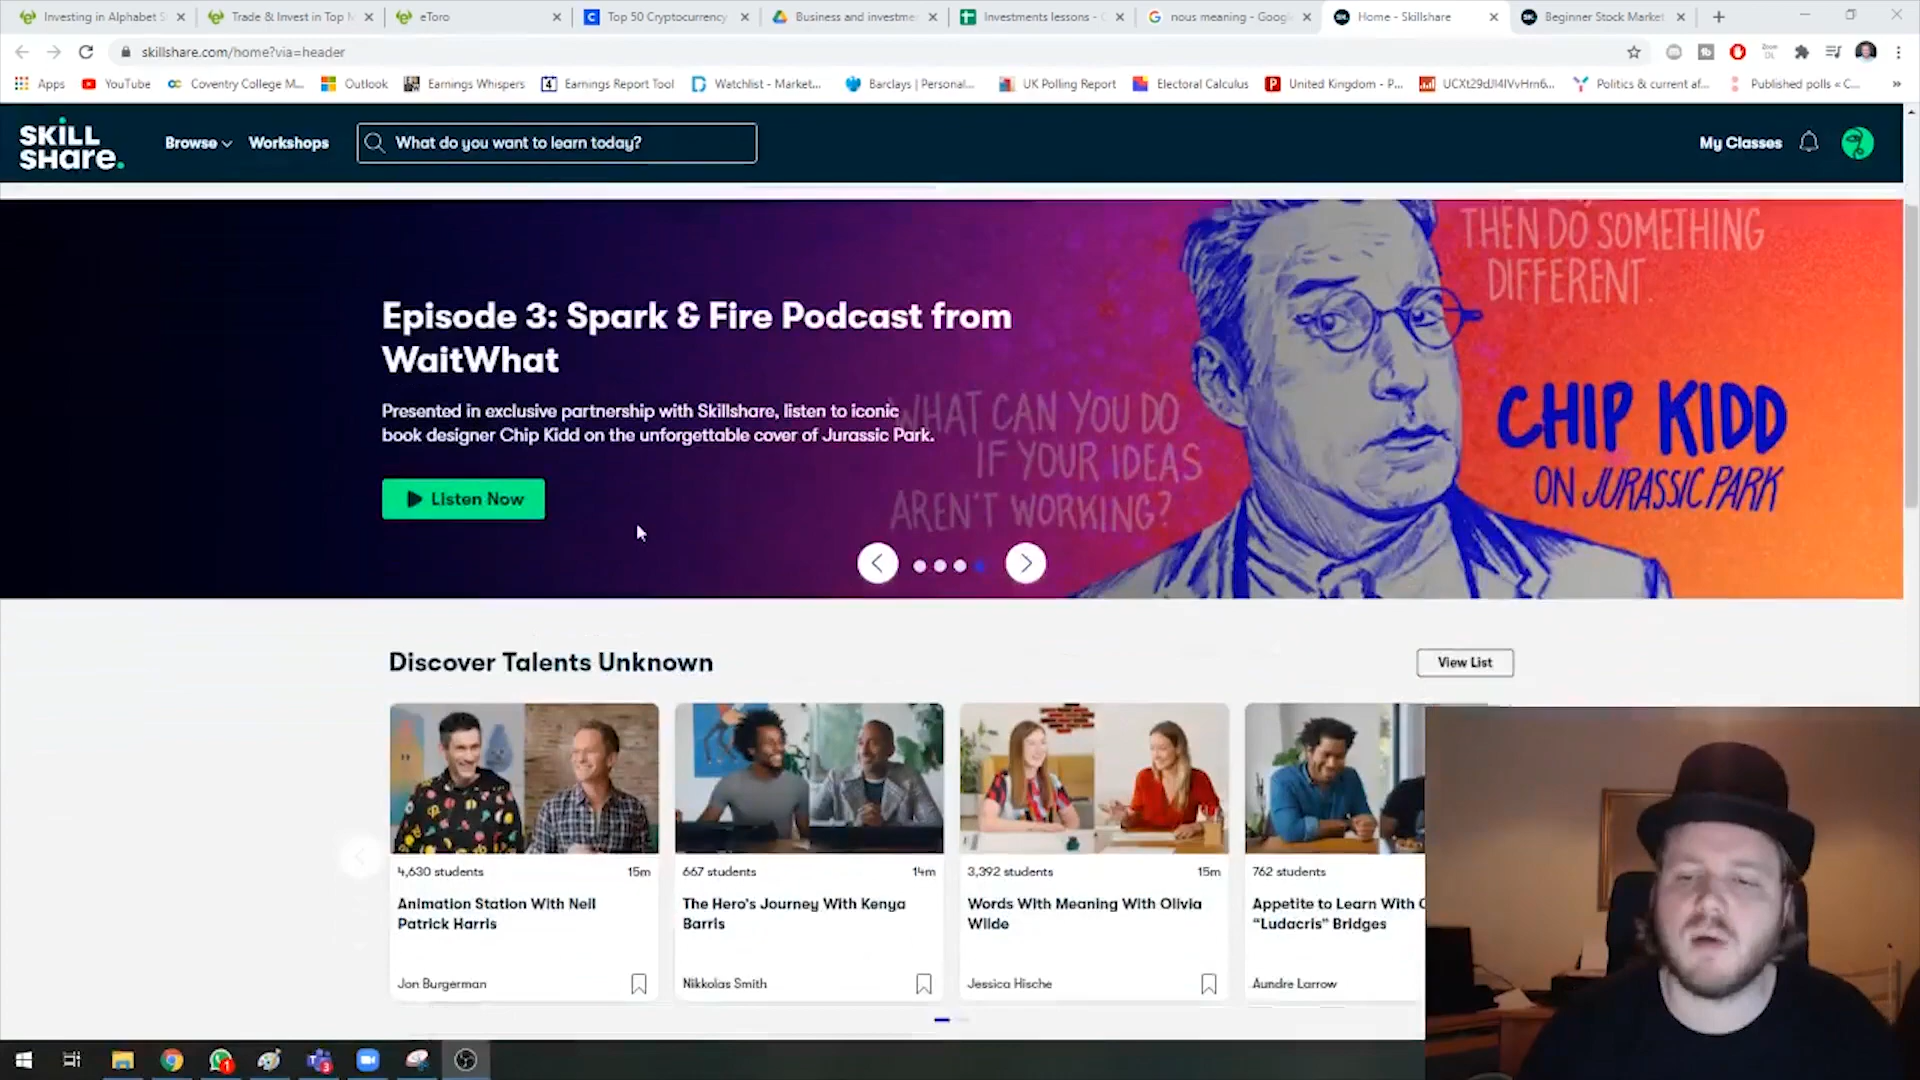 Investing in Alphabet S
Trade & Invest in Top M
eToro
Top 50 Cryptocurrency
Business and investme
Investments lessons - G
nous meaning - Google
Home - Skillshare
Beginner Stock Market
skillshare.com/home?via=header
Apps
YouTube
Coventry College M...
Outlook
Earnings Whispers
Earnings Report Tool
Watchlist - Market...
Barclays | Personal...
UK Polling Report
Electoral Calculus
United Kingdom - P...
Politics & current af...
Published polls « C...
SKILL
SHARE.
Browse
Workshops
What do you want to learn today?
My Classes
THEN DO SOMETHING
DIFFERENT.
Episode 3: Spark & Fire Podcast from
WaitWhat
Presented in exclusive partnership with Skillshare, listen to iconic
book designer Chip Kidd on the unforgettable cover of Jurassic Park.
WHAT CAN YOU DO
IF YOUR IDEAS
AREN'T WORKING?
CHIP KIDD
ON JURASSIC PARK
Listen Now
Discover Talents Unknown
View List
4,630 students
15m
667 students
14m
3,392 students
15m
762 students
Animation Station With Neil
Patrick Harris
The Hero's Journey With Kenya
Barris
Words With Meaning With Olivia
Wilde
Appetite to Learn With C
"Ludacris" Bridges
Jon Burgerman
Nikkolas Smith
Jessica Hische
Aundre Larrow